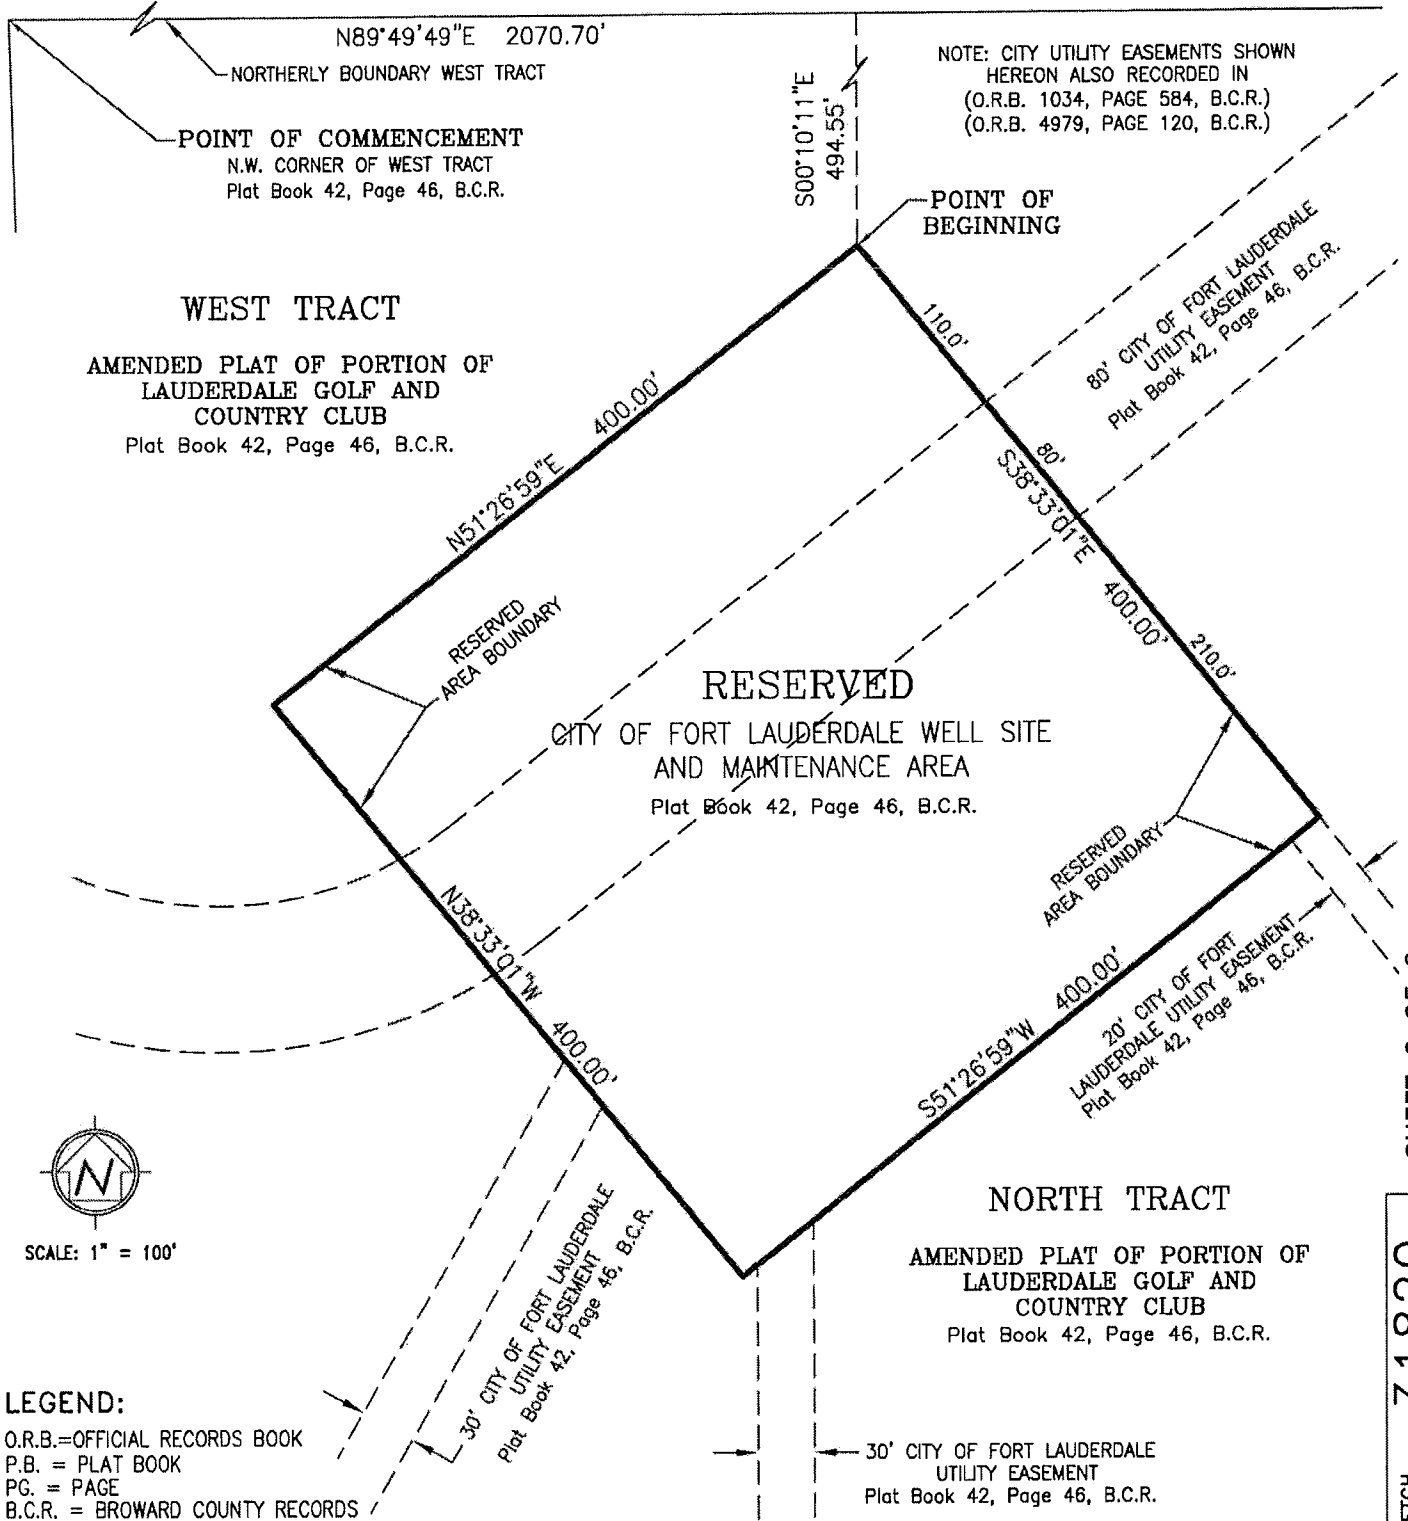 N89°49'49"E 2070.70'
NORTHERLY BOUNDARY WEST TRACT
POINT OF COMMENCEMENT
N.W. CORNER OF WEST TRACT
Plat Book 42, Page 46, B.C.R.
S00°10'11"E
494.55'
NOTE: CITY UTILITY EASEMENTS SHOWN
HEREON ALSO RECORDED IN
(O.R.B. 1034, PAGE 584, B.C.R.)
(O.R.B. 4979, PAGE 120, B.C.R.)
POINT OF
BEGINNING
WEST TRACT
AMENDED PLAT OF PORTION OF
LAUDERDALE GOLF AND
COUNTRY CLUB
Plat Book 42, Page 46, B.C.R.
80' CITY OF FORT LAUDERDALE
UTILITY EASEMENT
Plat Book 42, Page 46, B.C.R.
110.0'
80'
S38°33'01"E 400.00'
210.0'
N51°26'59"E 400.00'
RESERVED
AREA BOUNDARY
RESERVED
CITY OF FORT LAUDERDALE WELL SITE
AND MAINTENANCE AREA
Plat Book 42, Page 46, B.C.R.
RESERVED
AREA BOUNDARY
N38°33'01"W 400.00'
S51°26'59"W 400.00'
20' CITY OF FORT
LAUDERDALE UTILITY EASEMENT
Plat Book 42, Page 46, B.C.R.
N
SCALE: 1" = 100'
30' CITY OF FORT LAUDERDALE
UTILITY EASEMENT
Plat Book 42, Page 46, B.C.R.
NORTH TRACT
AMENDED PLAT OF PORTION OF
LAUDERDALE GOLF AND
COUNTRY CLUB
Plat Book 42, Page 46, B.C.R.
30' CITY OF FORT LAUDERDALE
UTILITY EASEMENT
Plat Book 42, Page 46, B.C.R.
LEGEND:
O.R.B.=OFFICIAL RECORDS BOOK
P.B. = PLAT BOOK
PG. = PAGE
B.C.R. = BROWARD COUNTY RECORDS